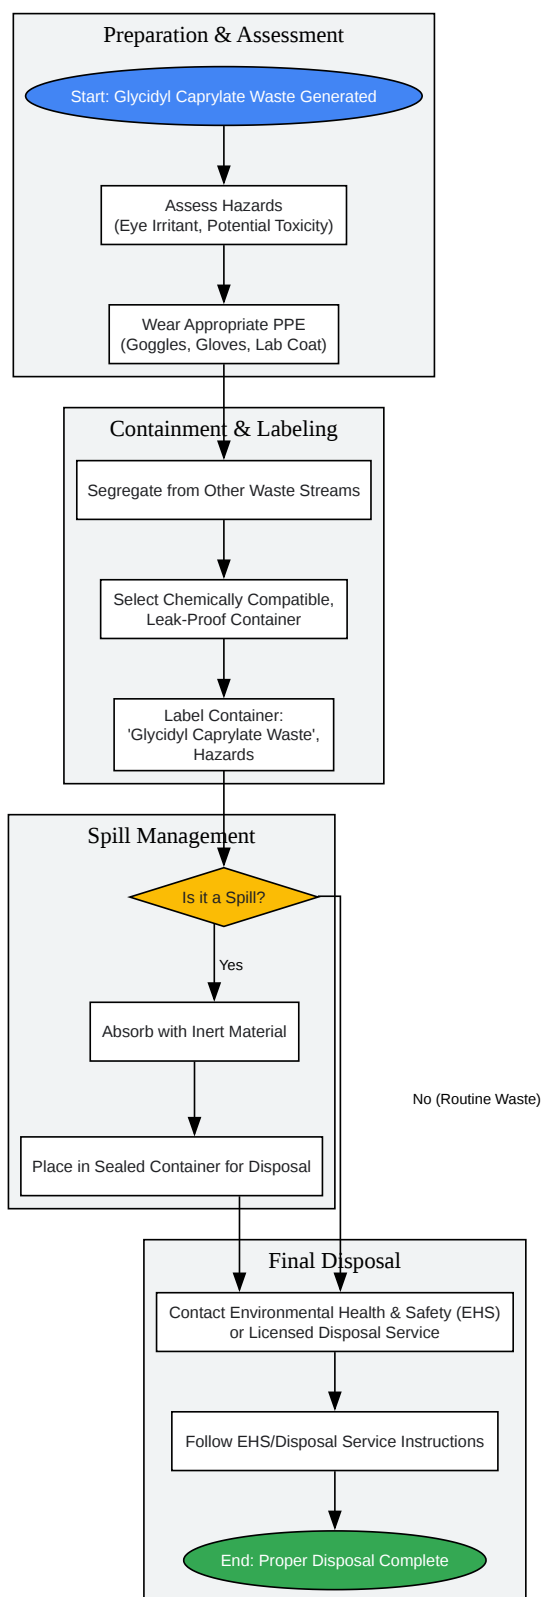 Preparation & Assessment
Start: Glycidyl Caprylate Waste Generated
Assess Hazards
(Eye Irritant, Potential Toxicity)
Wear Appropriate PPE
(Goggles, Gloves, Lab Coat)
Containment & Labeling
Segregate from Other Waste Streams
Select Chemically Compatible,
Leak-Proof Container
Label Container:
'Glycidyl Caprylate Waste',
Hazards
Spill Management
Is it a Spill?
Yes
Absorb with Inert Material
No (Routine Waste)
Place in Sealed Container for Disposal
Final Disposal
Contact Environmental Health & Safety (EHS)
or Licensed Disposal Service
Follow EHS/Disposal Service Instructions
End: Proper Disposal Complete